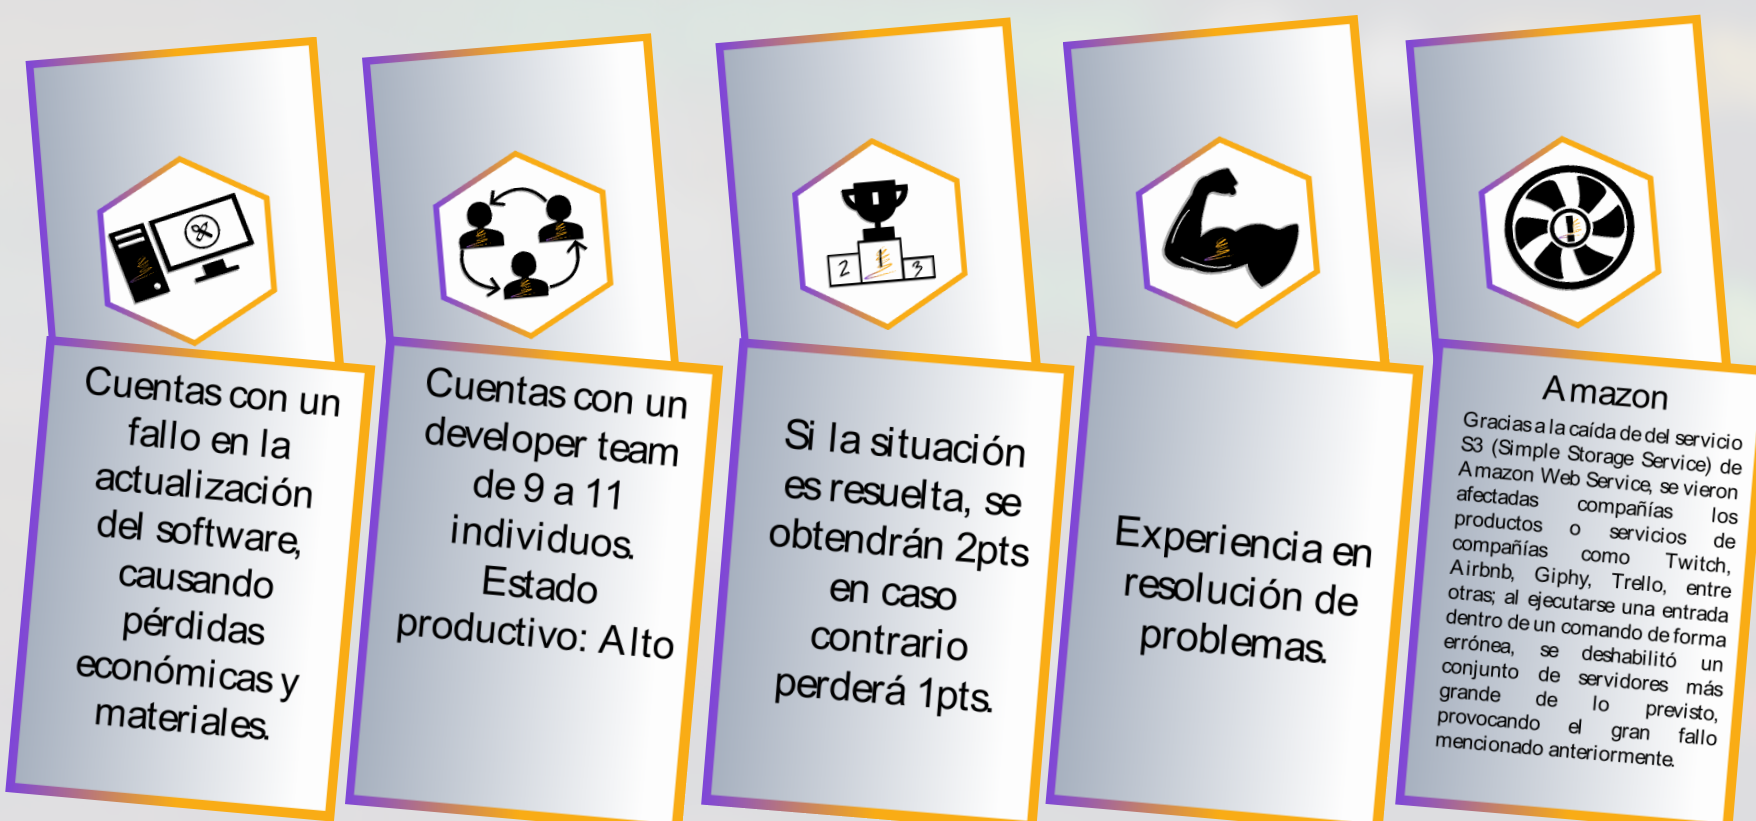 Cuentas con un
fallo en la
actualización
del software,
causando
pérdidas
económicas y
materiales.
Cuentas con un
developer team
de 9 a 11
individuos.
Estado
productivo: Alto
2
1
3
Si la situación
es resuelta, se
obtendrán 2pts
en caso
contrario
perderá 1pts.
Experiencia en
resolución de
problemas.
Amazon
Gracias a la caída de del servicio
S3 (Simple Storage Service) de
Amazon Web Service, se vieron
afectadas compañías los
productos o servicios de
compañías como Twitch,
Airbnb, Giphy, Trello, entre
otras; al ejecutarse una entrada
dentro de un comando de forma
errónea, se deshabilitó un
conjunto de servidores más
grande de lo previsto,
provocando el gran fallo
mencionado anteriormente.